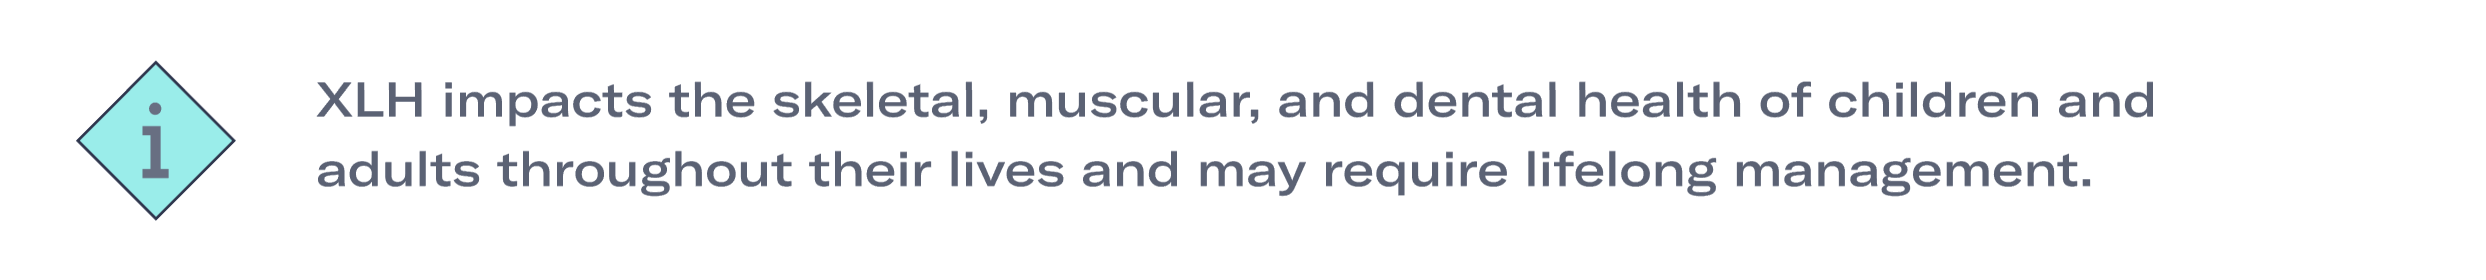 i
XLH impacts the skeletal, muscular, and dental health of children and
adults throughout their lives and may require lifelong management.